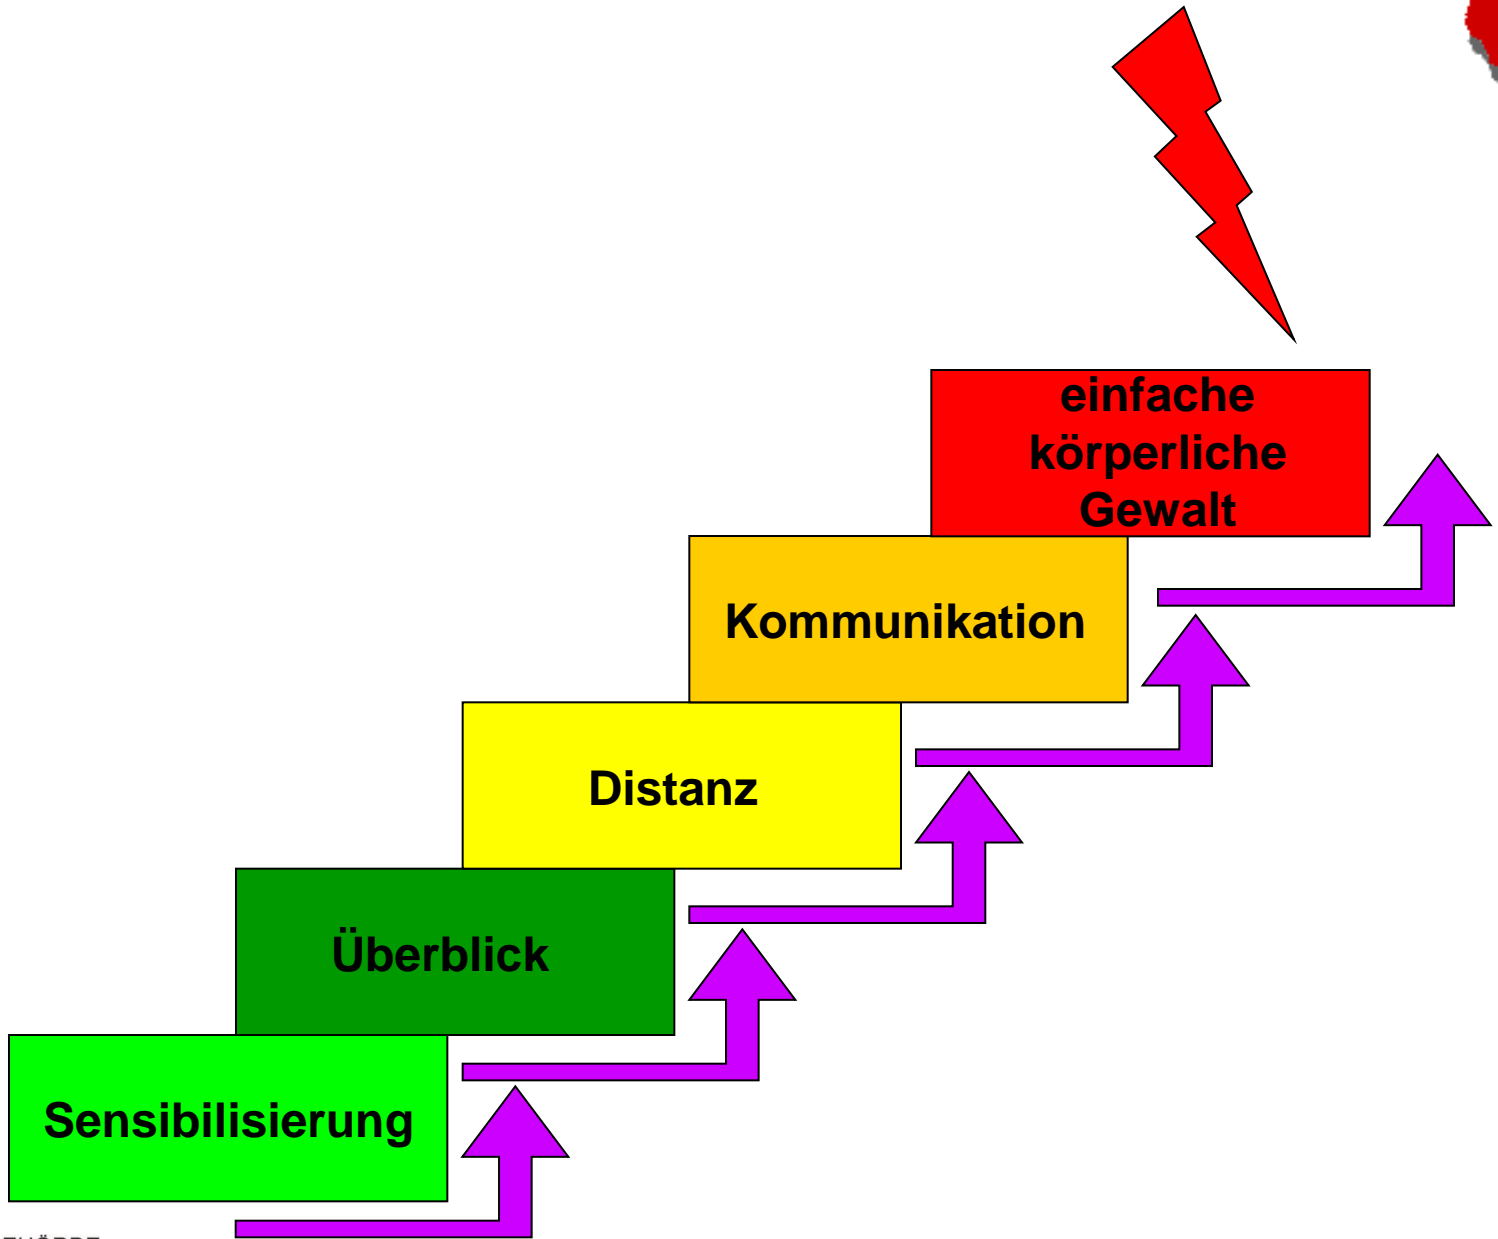 einfache
körperliche
Gewalt
Kommunikation
Distanz
Überblick
Sensibilisierung